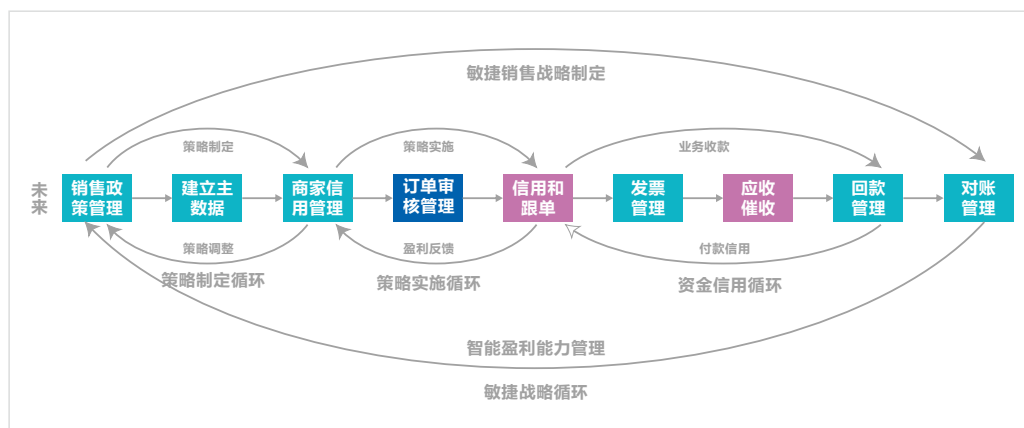 敏捷销售战略制定
策略制定
策略实施
业务收款
未
来
销售政
策管理
建立主
数据
商家信
用管理
订单审
核管理
信用和
跟单
发票
管理
应收
催收
回款
管理
对账
管理
策略调整
盈利反馈
付款信用
策略制定循环
策略实施循环
资金信用循环
智能盈利能力管理
敏捷战略循环